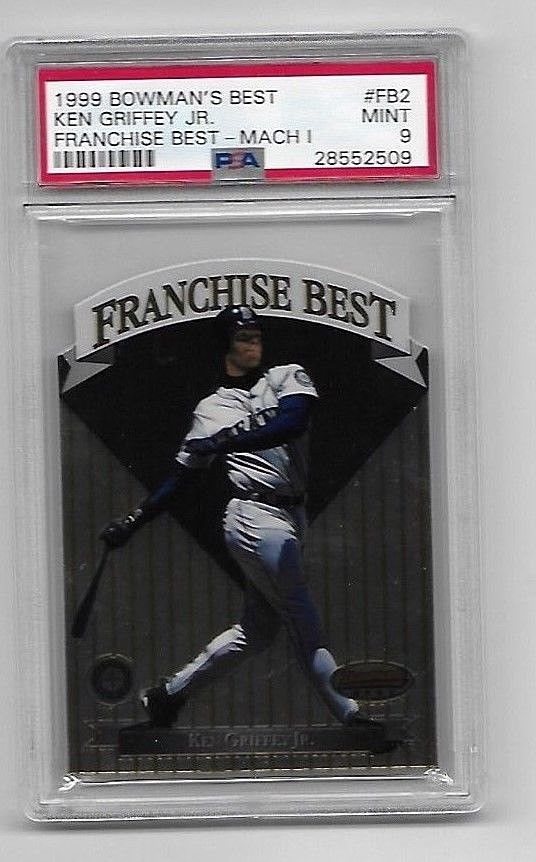 1999 BOWMAN'S BEST #FB2
KEN GRIFFEY JR. MINT
FRANCHISE BEST - MACH I 9
PSA 28552509
FRANCHISE BEST
KEN GRIFFEY JR.